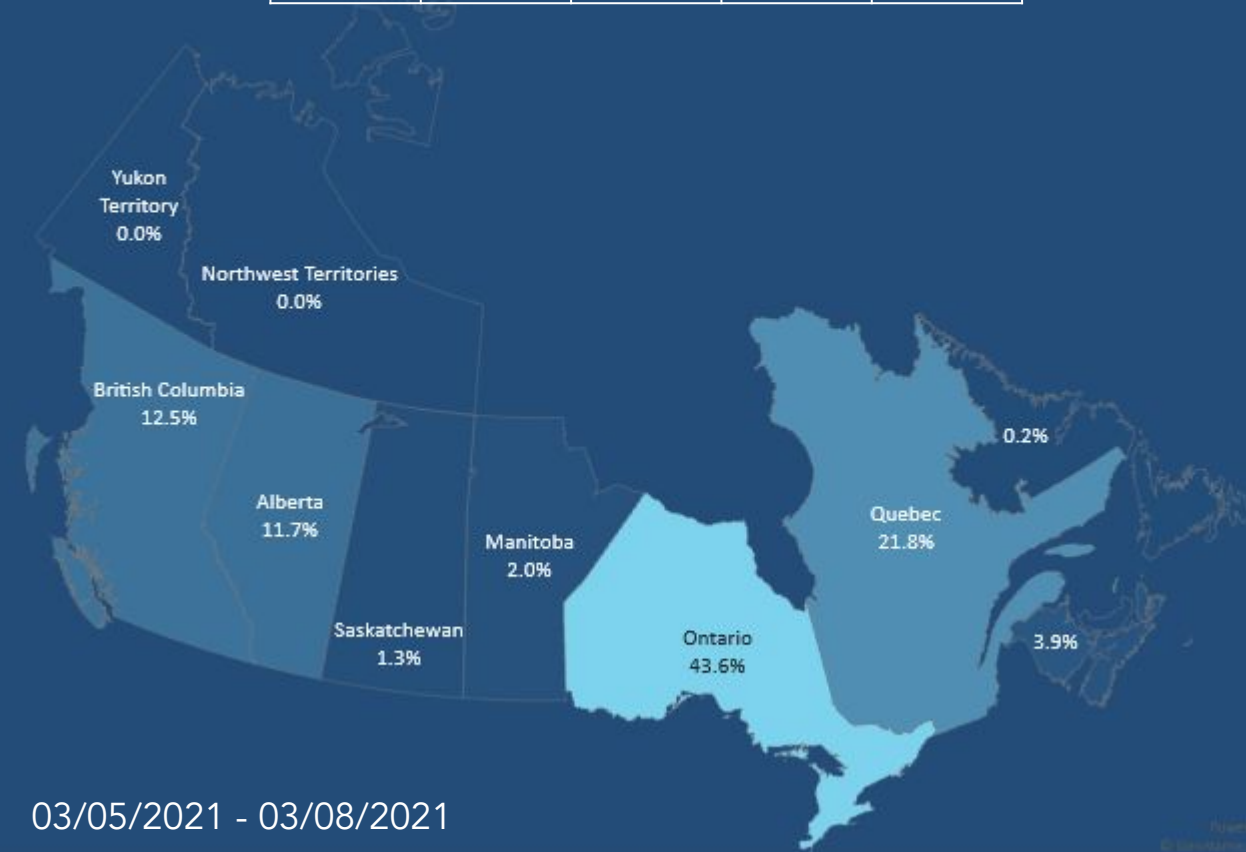 Yukon
Territory
0.0%
Northwest Territories
0.0%
British Columbia
12.5%
Alberta
11.7%
Saskatchewan
1.3%
Manitoba
2.0%
Ontario
43.6%
Quebec
21.8%
0.2%
3.9%
03/05/2021 - 03/08/2021